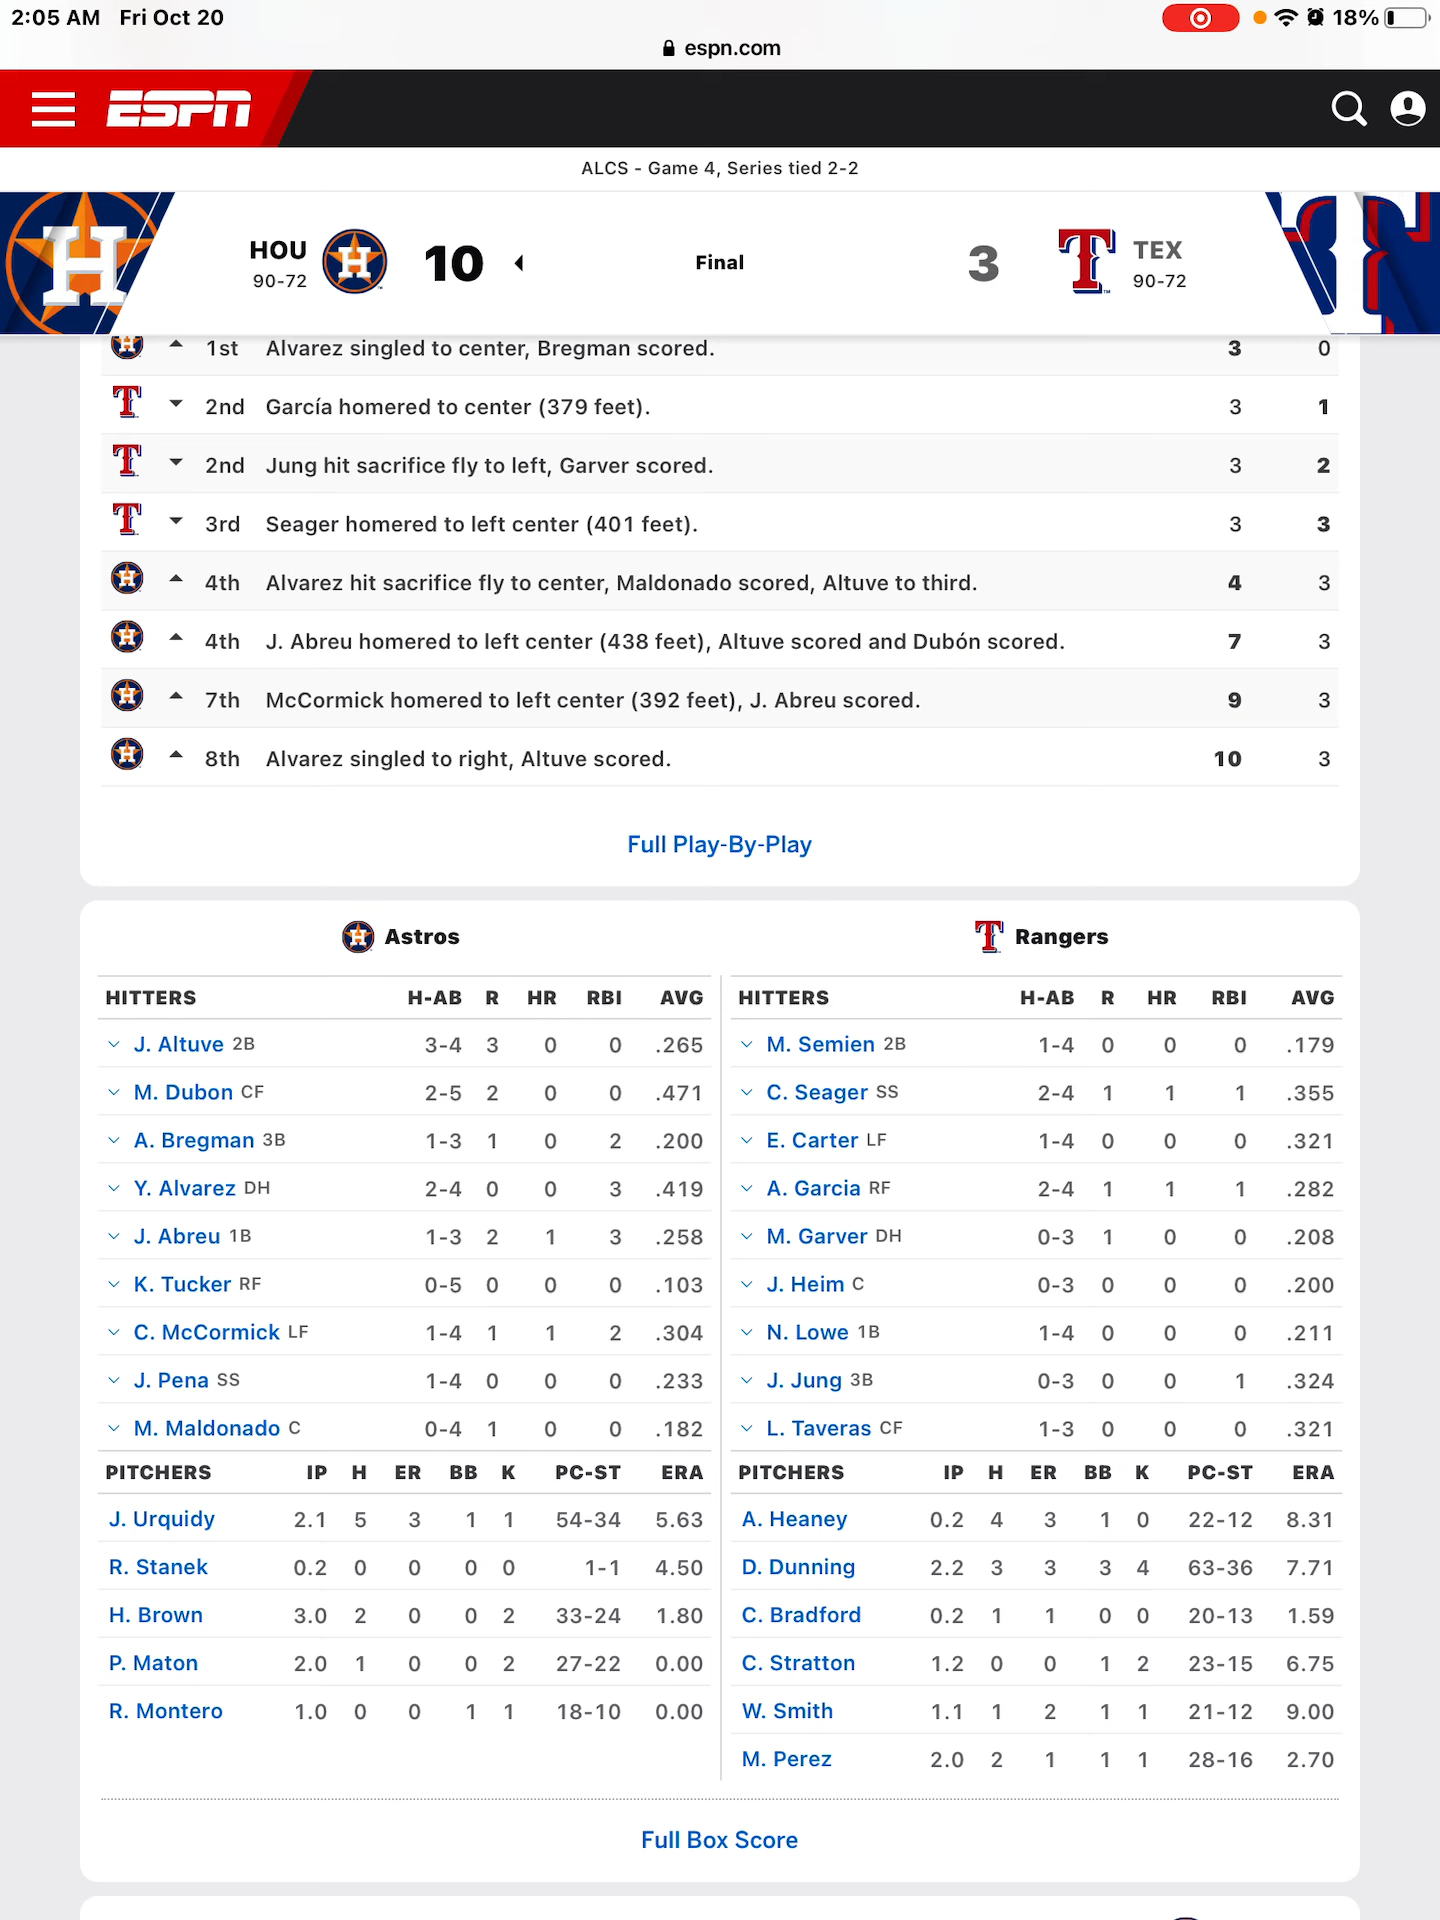 2:05 AM Fri Oct 20 18%
espn.com
ESPN
ALCS - Game 4, Series tied 2-2
HOU 90-72 10 Final 3 TEX 90-72
1st Alvarez singled to center, Bregman scored. 3 0
2nd García homered to center (379 feet). 3 1
2nd Jung hit sacrifice fly to left, Garver scored. 3 2
3rd Seager homered to left center (401 feet). 3 3
4th Alvarez hit sacrifice fly to center, Maldonado scored, Altuve to third. 4 3
4th J. Abreu homered to left center (438 feet), Altuve scored and Dubón scored. 7 3
7th McCormick homered to left center (392 feet), J. Abreu scored. 9 3
8th Alvarez singled to right, Altuve scored. 10 3
Full Play-By-Play
Astros
HITTERS H-AB R HR RBI AVG
J. Altuve 2B 3-4 3 0 0 .265
M. Dubon CF 2-5 2 0 0 .471
A. Bregman 3B 1-3 1 0 2 .200
Y. Alvarez DH 2-4 0 0 3 .419
J. Abreu 1B 1-3 2 1 3 .258
K. Tucker RF 0-5 0 0 0 .103
C. McCormick LF 1-4 1 1 2 .304
J. Pena SS 1-4 0 0 0 .233
M. Maldonado C 0-4 1 0 0 .182
PITCHERS IP H ER BB K PC-ST ERA
J. Urquidy 2.1 5 3 1 1 54-34 5.63
R. Stanek 0.2 0 0 0 0 1-1 4.50
H. Brown 3.0 2 0 0 2 33-24 1.80
P. Maton 2.0 1 0 0 2 27-22 0.00
R. Montero 1.0 0 0 1 1 18-10 0.00
Rangers
HITTERS H-AB R HR RBI AVG
M. Semien 2B 1-4 0 0 0 .179
C. Seager SS 2-4 1 1 1 .355
E. Carter LF 1-4 0 0 0 .321
A. Garcia RF 2-4 1 1 1 .282
M. Garver DH 0-3 1 0 0 .208
J. Heim C 0-3 0 0 0 .200
N. Lowe 1B 1-4 0 0 0 .211
J. Jung 3B 0-3 0 0 1 .324
L. Taveras CF 1-3 0 0 0 .321
PITCHERS IP H ER BB K PC-ST ERA
A. Heaney 0.2 4 3 1 0 22-12 8.31
D. Dunning 2.2 3 3 3 4 63-36 7.71
C. Bradford 0.2 1 1 0 0 20-13 1.59
C. Stratton 1.2 0 0 1 2 23-15 6.75
W. Smith 1.1 1 2 1 1 21-12 9.00
M. Perez 2.0 2 1 1 1 28-16 2.70
Full Box Score